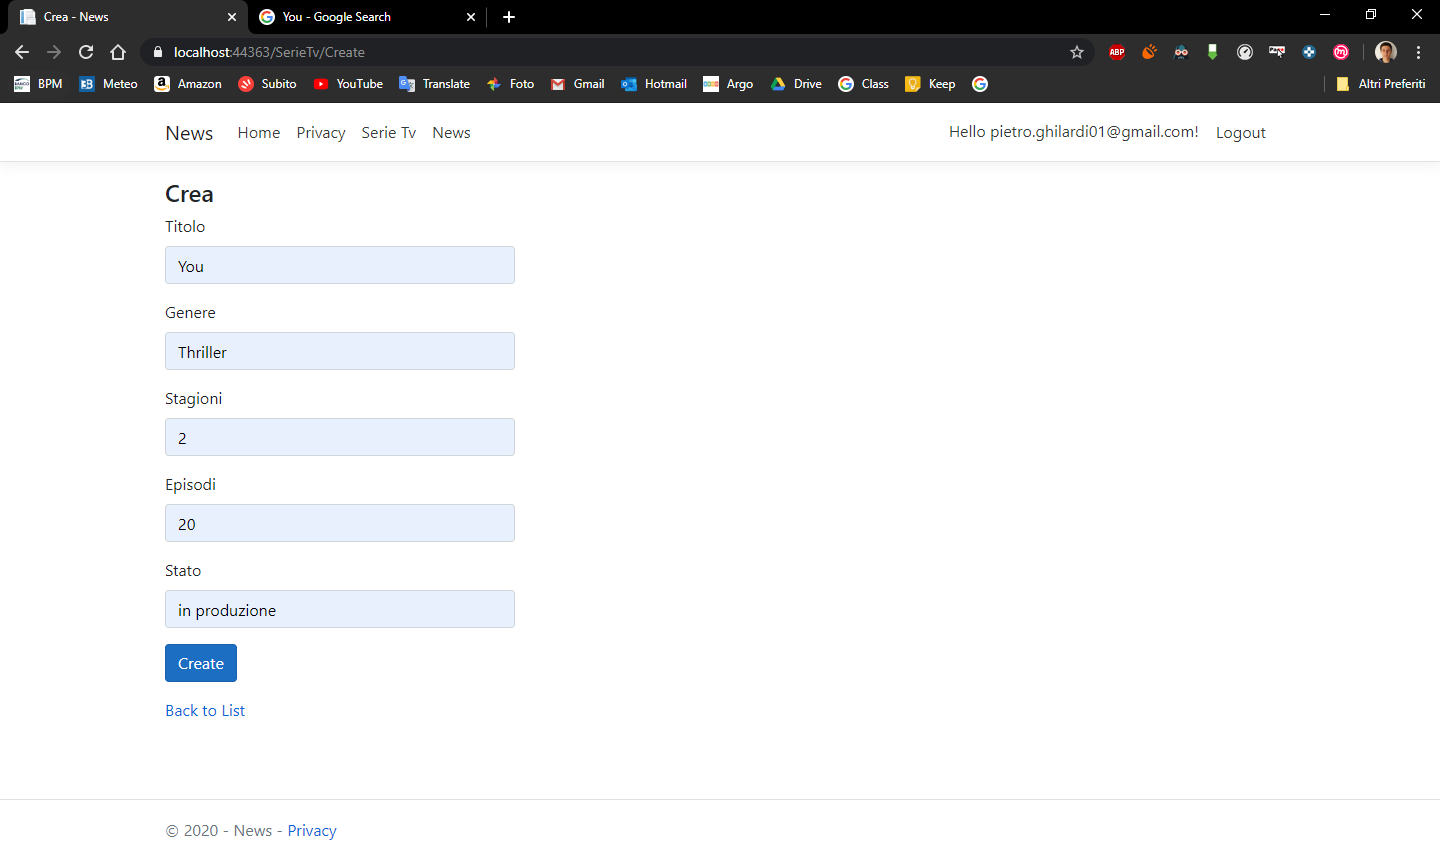 Crea - News
You - Google Search
localhost:44363/SerieTv/Create
ABP
BPM Meteo Amazon Subito YouTube Translate Foto Gmail Hotmail Argo Drive Class Keep Altri Preferiti
News Home Privacy Serie Tv News Hello pietro.ghilardi01@gmail.com! Logout
Crea
Titolo
You
Genere
Thriller
Stagioni
2
Episodi
20
Stato
in produzione
Create
Back to List
© 2020 - News - Privacy